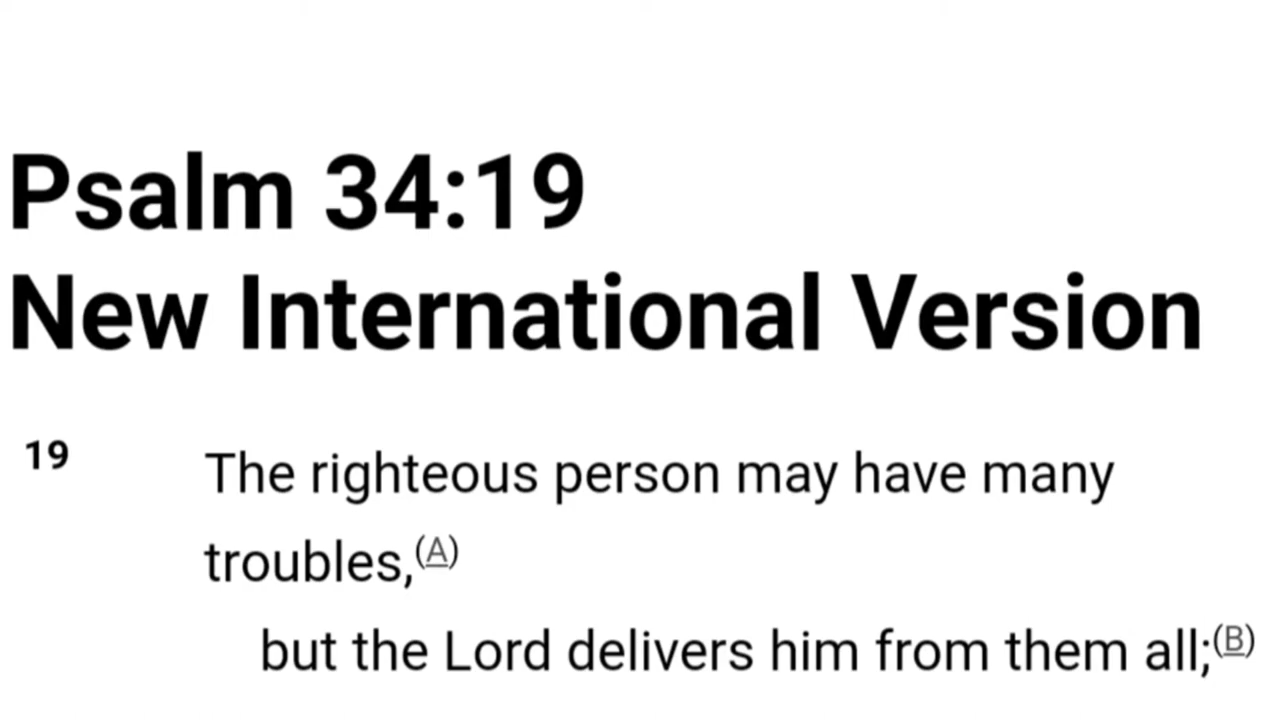 Psalm 34:19
New International Version
19 The righteous person may have many
troubles,(A)
but the Lord delivers him from them all;(B)